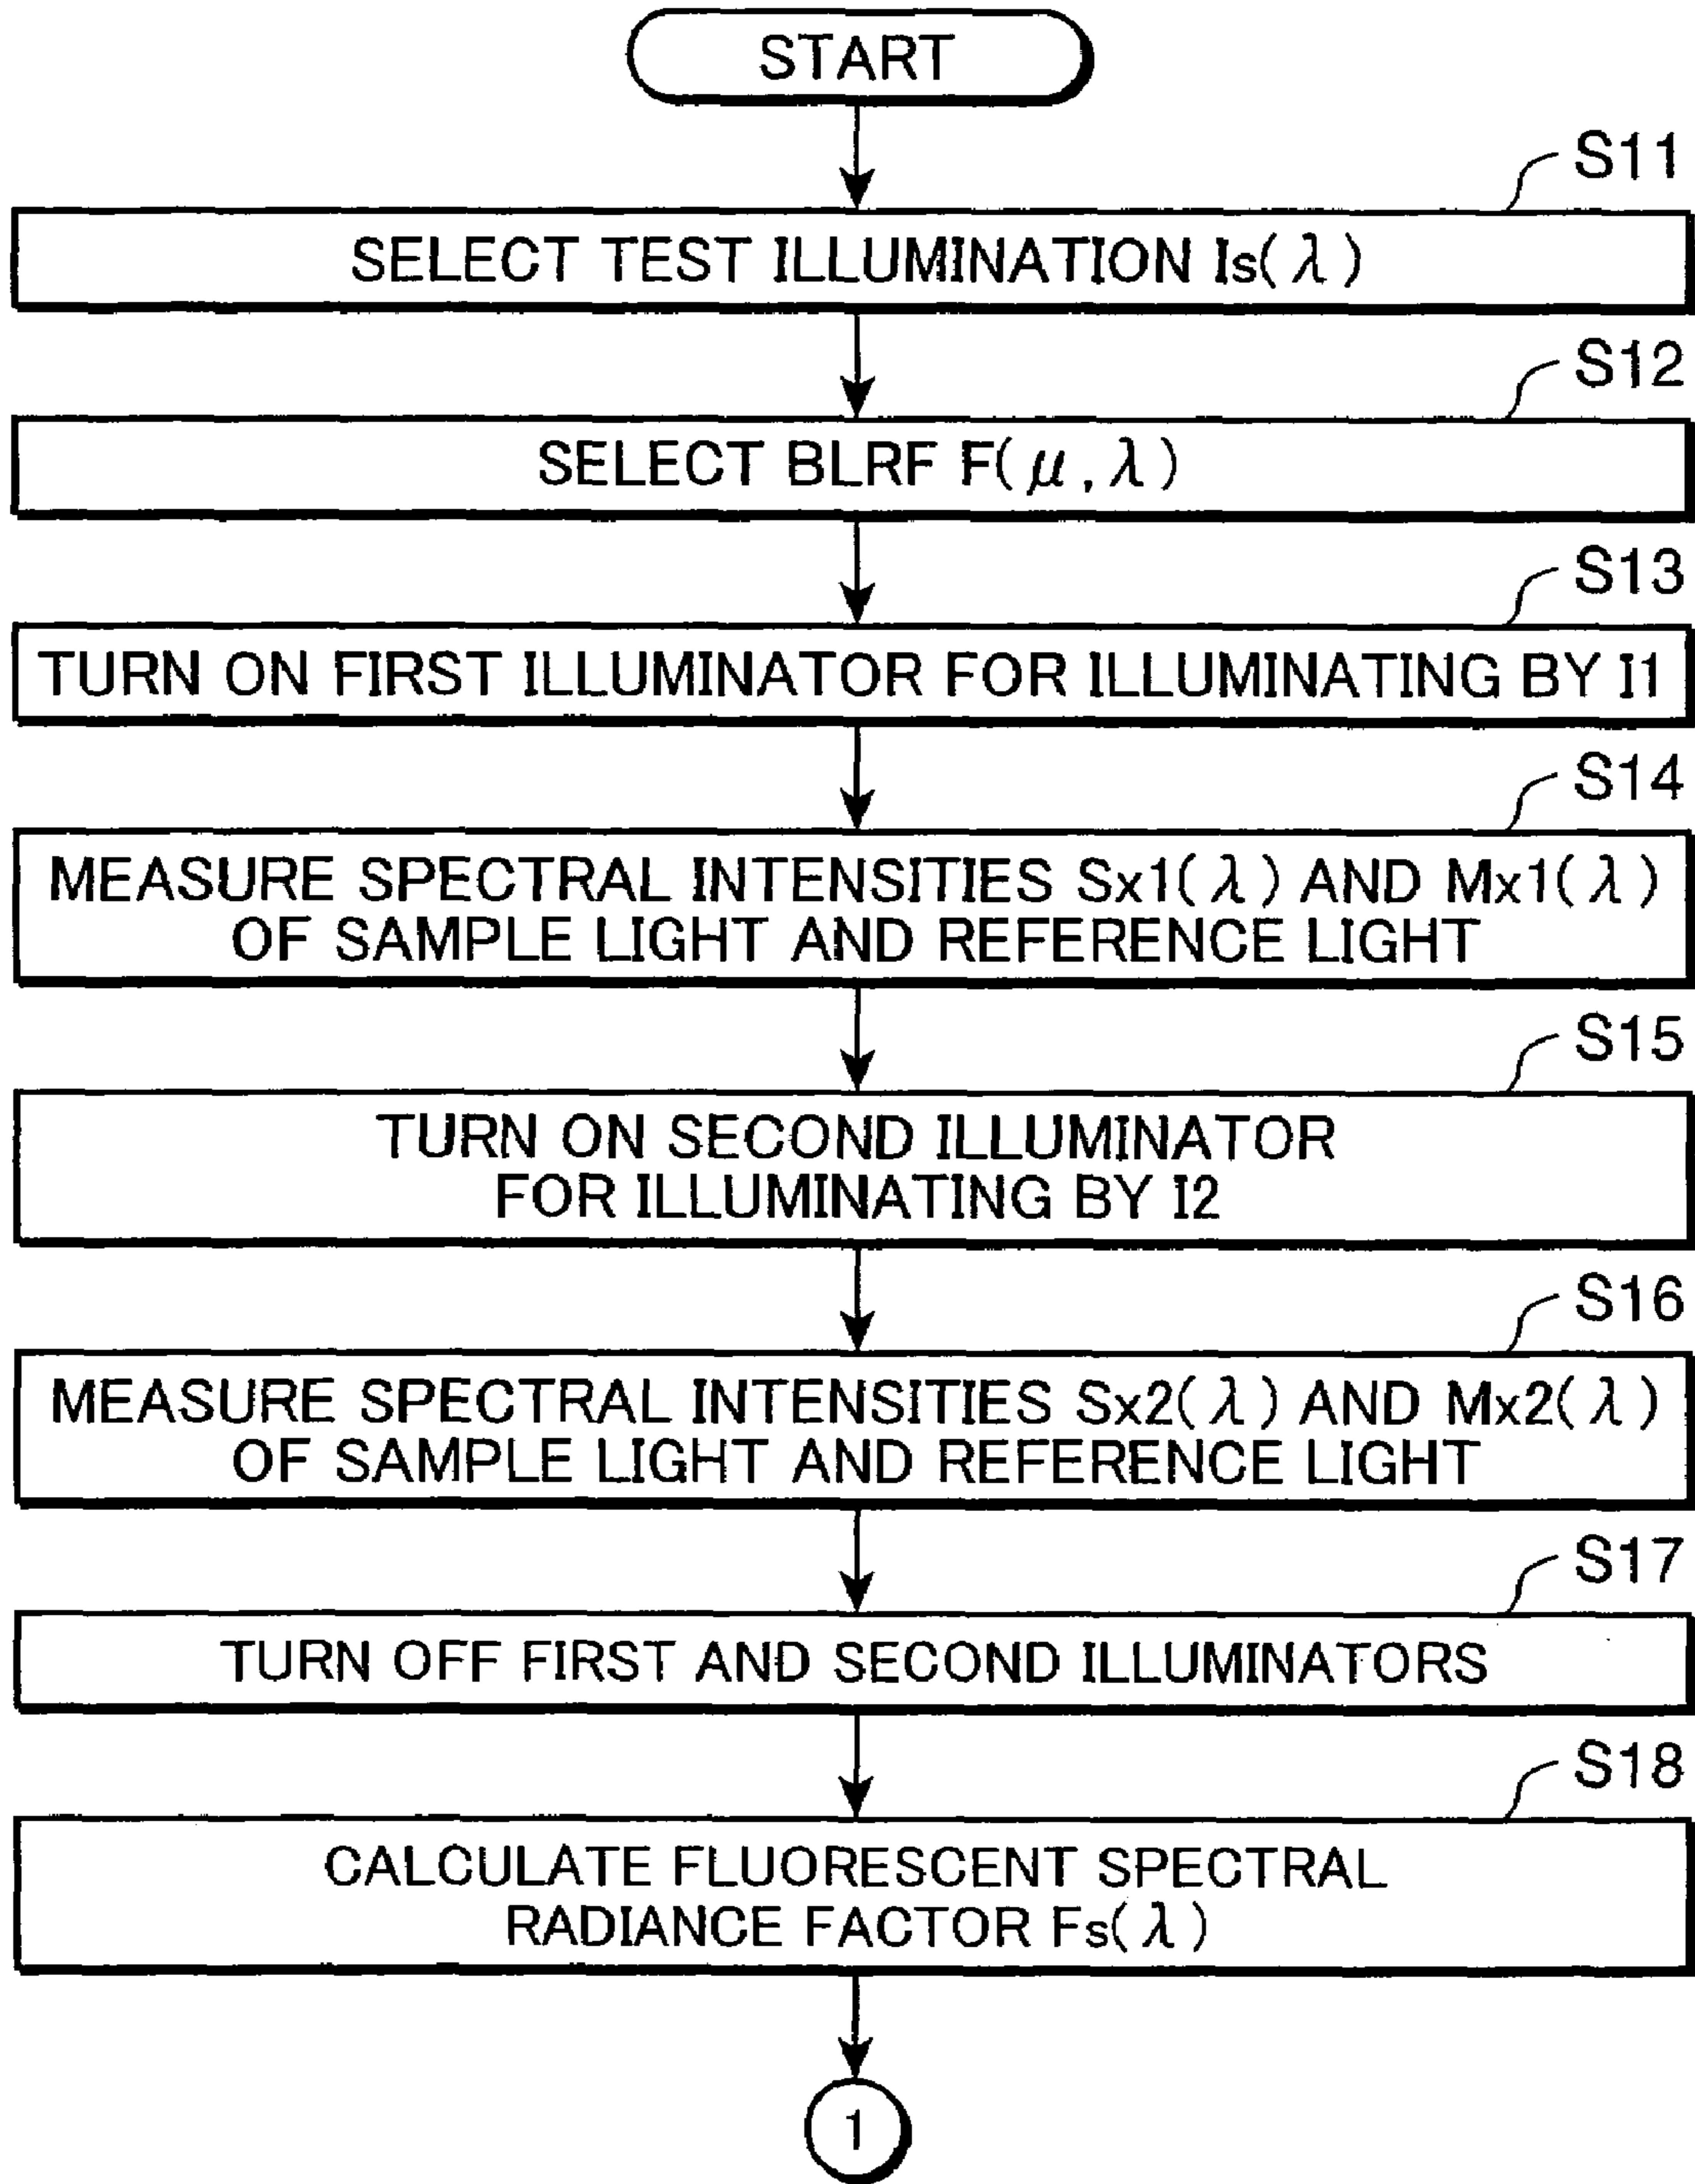 START
S11
SELECT TEST ILLUMINATION Is(λ)
S12
SELECT BLRF F(μ,λ)
S13
TURN ON FIRST ILLUMINATOR FOR ILLUMINATING BY I1
S14
MEASURE SPECTRAL INTENSITIES Sx1(λ) AND Mx1(λ)
OF SAMPLE LIGHT AND REFERENCE LIGHT
S15
TURN ON SECOND ILLUMINATOR
FOR ILLUMINATING BY I2
S16
MEASURE SPECTRAL INTENSITIES Sx2(λ) AND Mx2(λ)
OF SAMPLE LIGHT AND REFERENCE LIGHT
S17
TURN OFF FIRST AND SECOND ILLUMINATORS
S18
CALCULATE FLUORESCENT SPECTRAL
RADIANCE FACTOR Fs(λ)
1